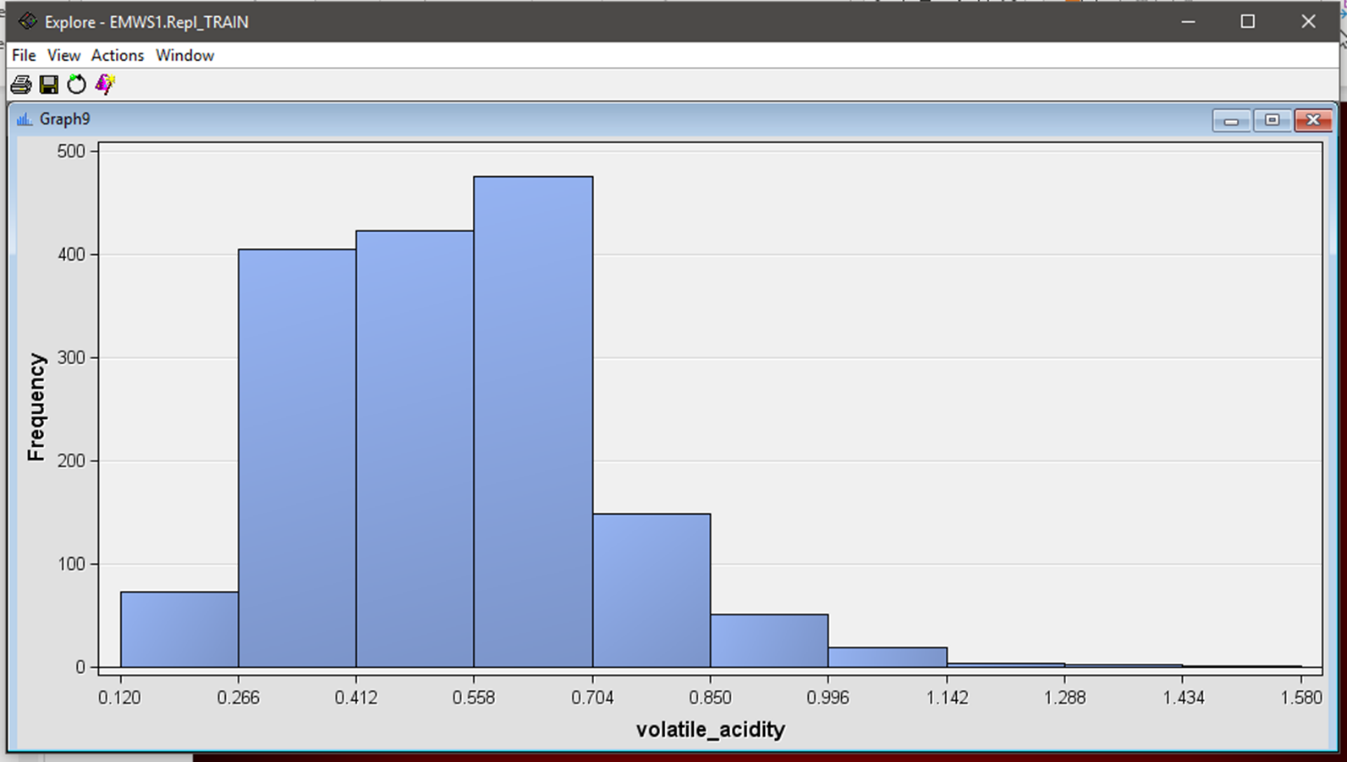 Explore - EMWS1.Repl_TRAIN
File View Actions Window
Graph9
500
400
300
200
100
0
Frequency
0.120 0.266 0.412 0.558 0.704 0.850 0.996 1.142 1.288 1.434 1.580
volatile_acidity